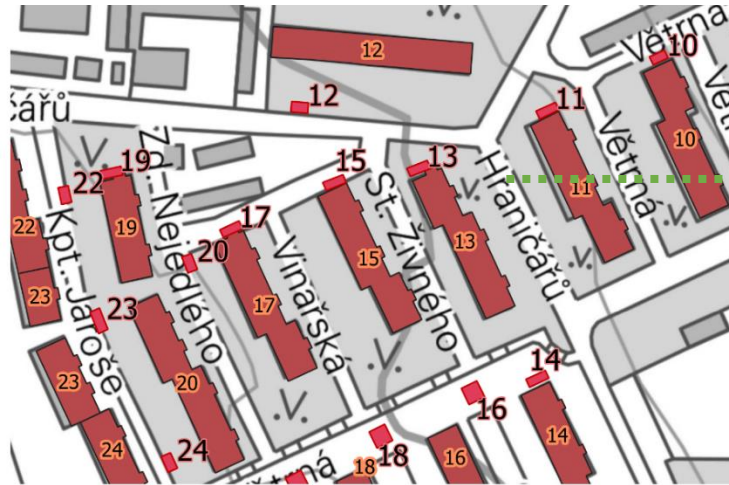 Větrná
10
12
12
čářů
11
10
Větrná
Vě
11
13
15
19
22
Zd. Nejedlého
Hraničářů
St. Živného
13
15
17
19
20
22
23
Kpt. Jaroše
Vinařská
17
23
20
23
24
24
14
16
14
16
18
18
trná